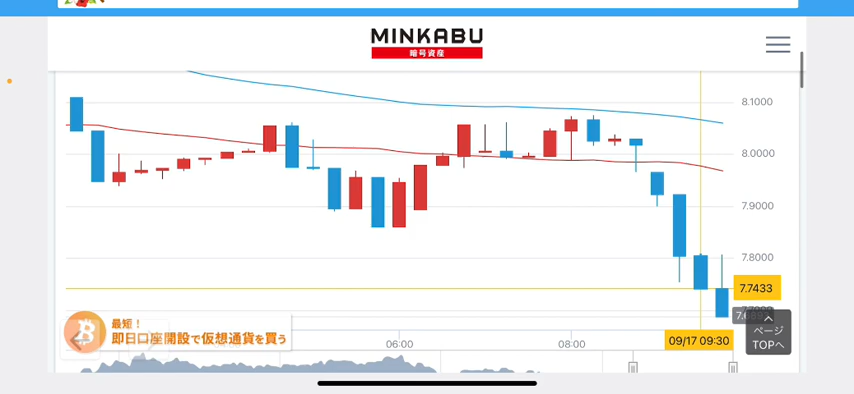 MINKABU
暗号資産
8.1000
8.0000
7.9000
7.8000
7.7433
最短！
即日口座開設で仮想通貨を買う
ページ
TOPへ
06:00
08:00
09/17 09:30